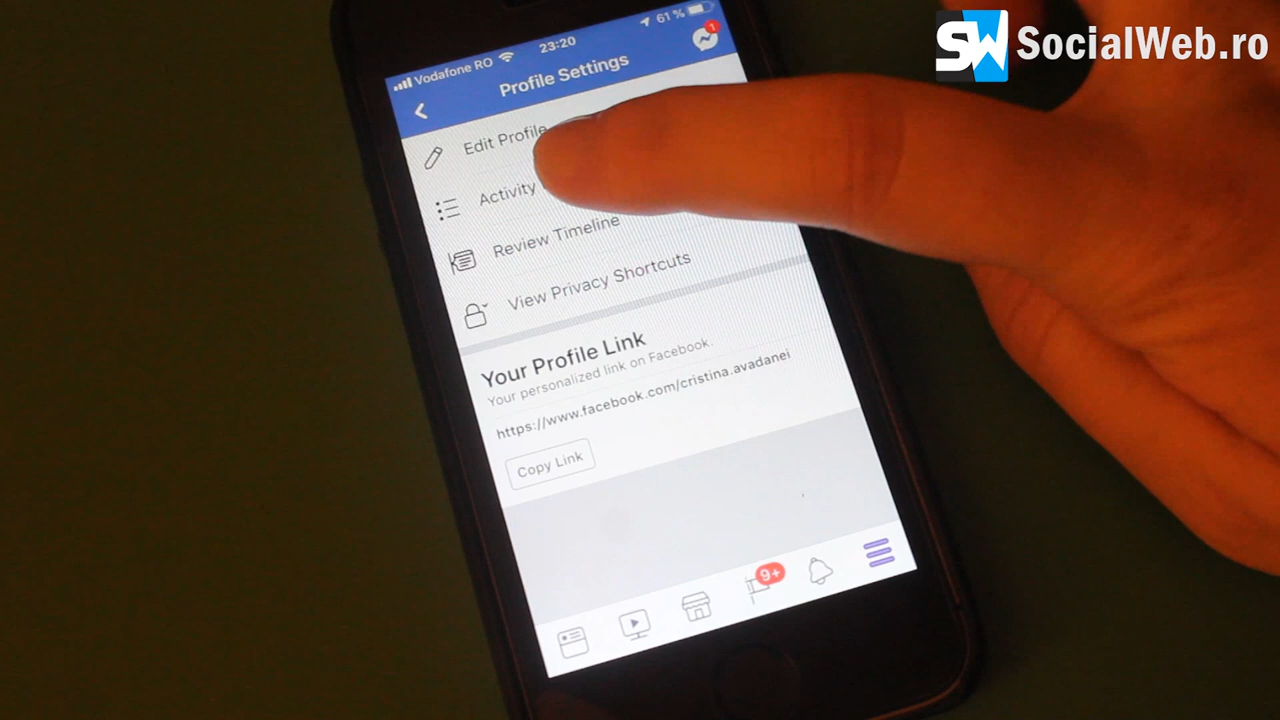 SW SocialWeb.ro
Vodafone RO 23:20 61 %
Profile Settings
1
Edit Profile
Activity
Review Timeline
View Privacy Shortcuts
Your Profile Link
Your personalized link on Facebook.
https://www.facebook.com/cristina.avadanei
Copy Link
9+